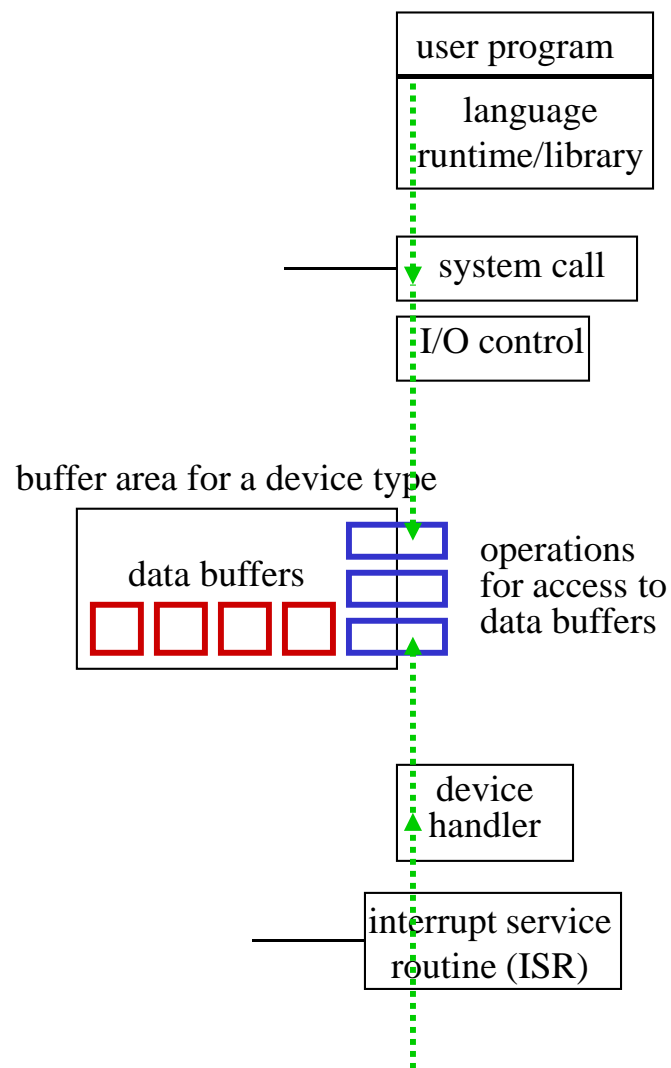 user program
language
runtime/library
system call
I/O control
buffer area for a device type
data buffers
operations
for access to
data buffers
device
handler
interrupt service
routine (ISR)